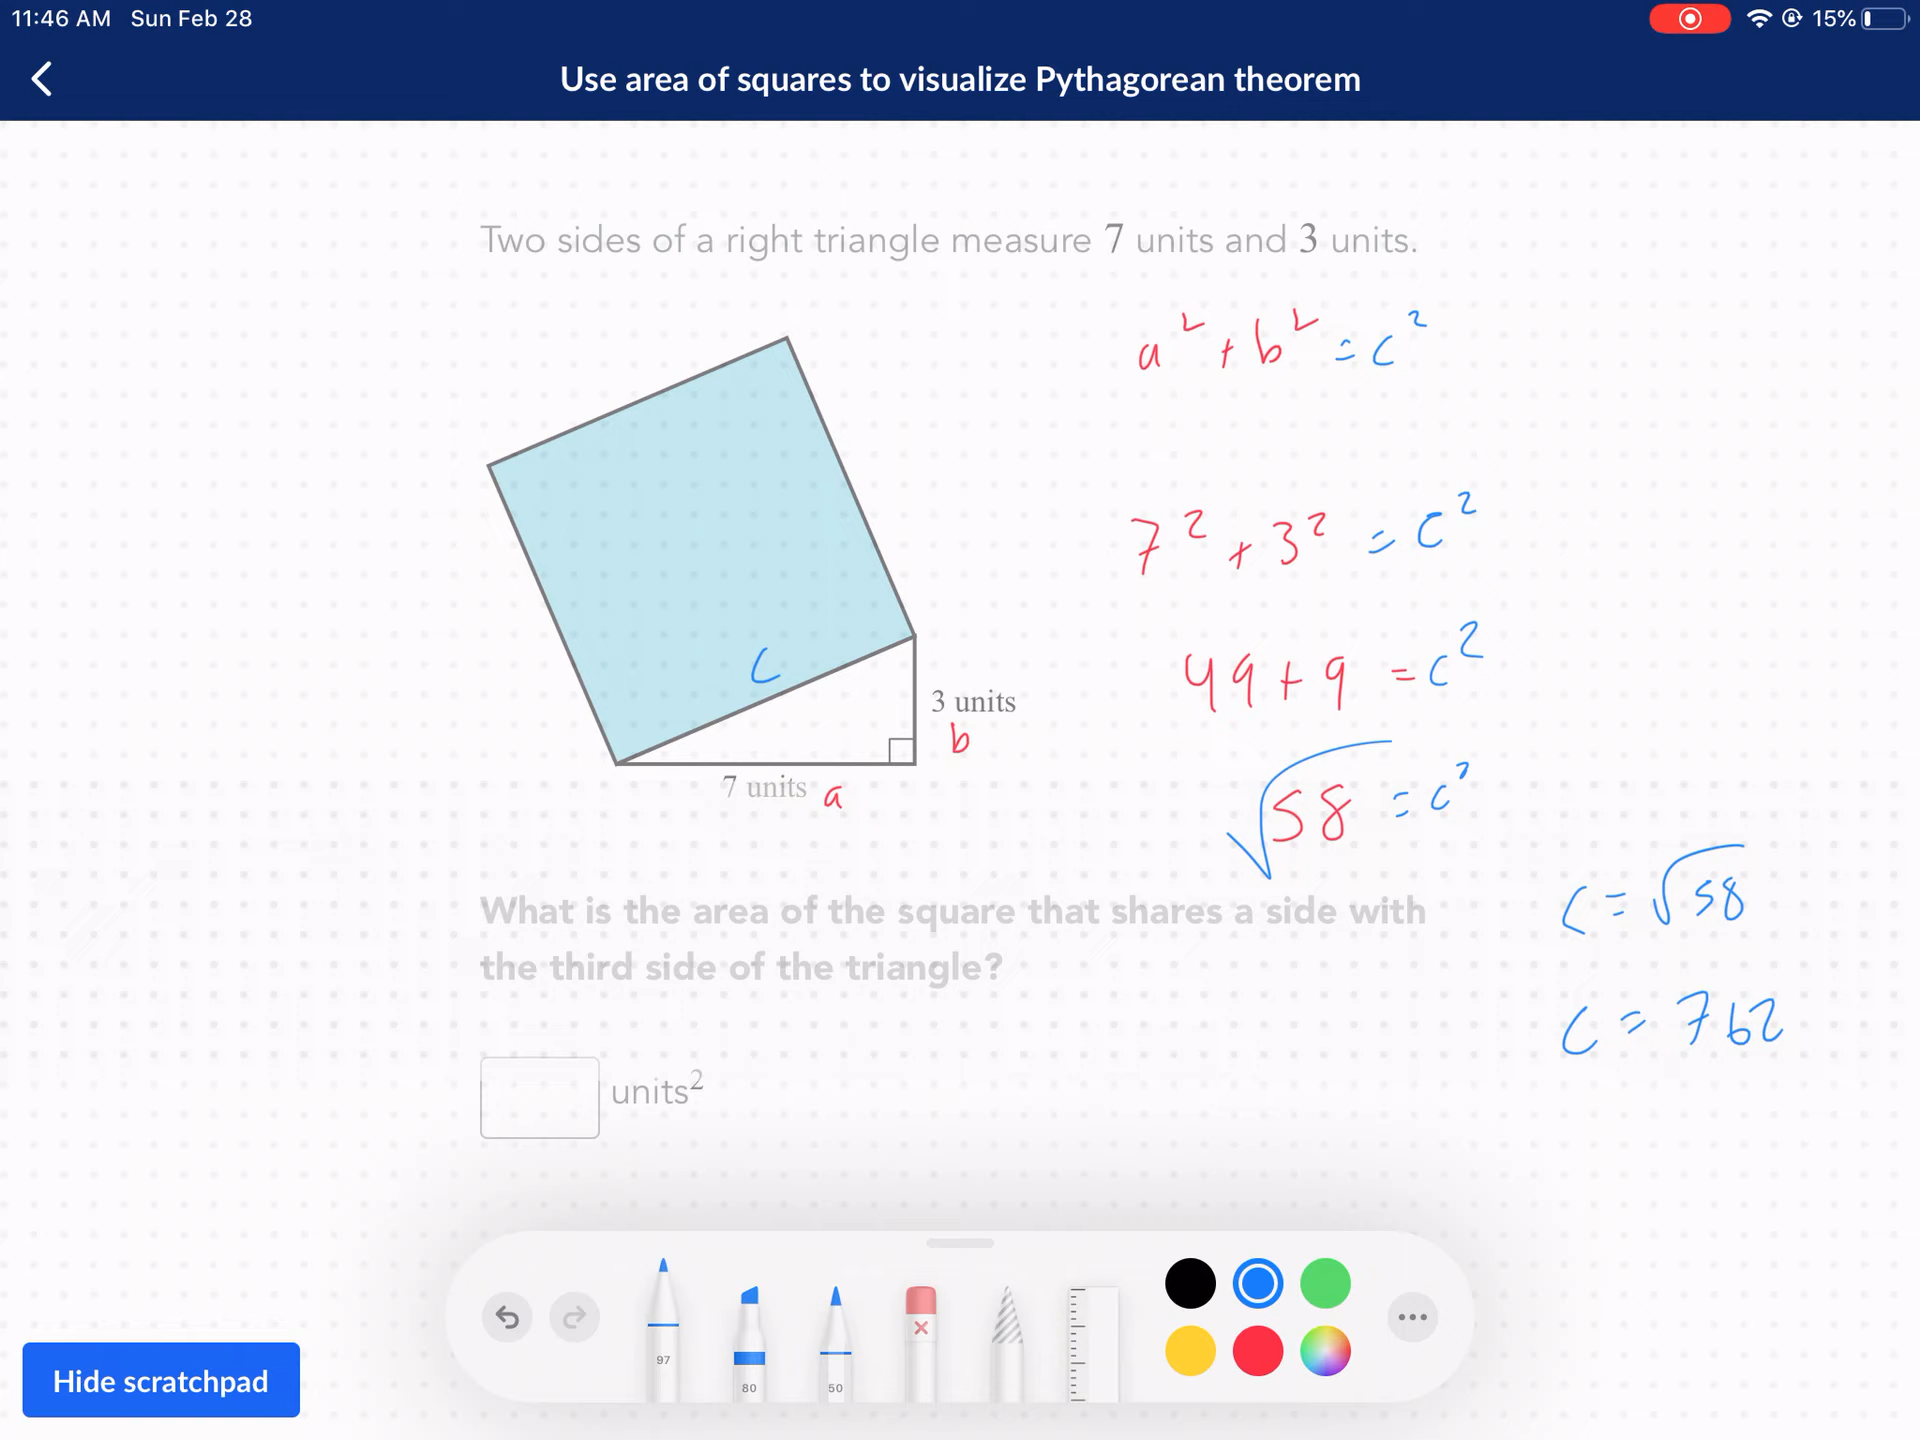 11:46 AM Sun Feb 28
15%
Use area of squares to visualize Pythagorean theorem
Two sides of a right triangle measure 7 units and 3 units.
a² + b² = c²
7² + 3² = c²
49 + 9 = c²
c
3 units
b
7 units a
√58 = c²
What is the area of the square that shares a side with
the third side of the triangle?
c = √58
c = 762
units²
97
80
50
Hide scratchpad